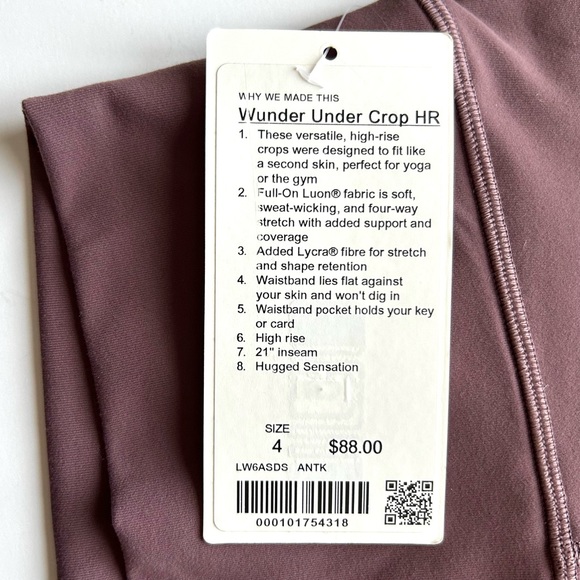 WHY WE MADE THIS
Wunder Under Crop HR
1. These versatile, high-rise
crops were designed to fit like
a second skin, perfect for yoga
or the gym
2. Full-On Luon® fabric is soft,
sweat-wicking, and four-way
stretch with added support and
coverage
3. Added Lycra® fibre for stretch
and shape retention
4. Waistband lies flat against
your skin and won't dig in
5. Waistband pocket holds your key
or card
6. High rise
7. 21" inseam
8. Hugged Sensation
SIZE
4 $88.00
LW6ASDS ANTK
000101754318